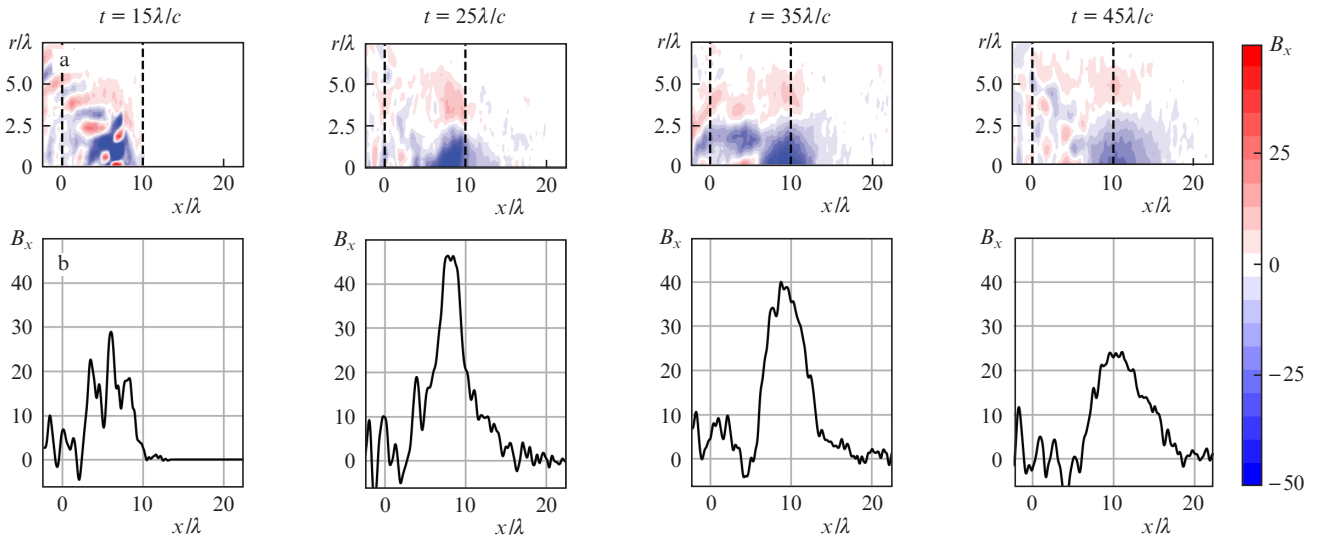 t = 15λ/c t = 25λ/c t = 35λ/c t = 45λ/c
r/λ r/λ r/λ r/λ B_x
a
5.0 5.0 5.0 5.0
2.5 2.5 2.5 2.5
25
0 0 0 0
0 10 20 0 10 20 0 10 20 0 10 20
x/λ x/λ x/λ x/λ
B_x B_x B_x B_x
b
0
40 40 40 40
30 30 30 30
20 20 20 20
−25
10 10 10 10
0 0 0 0
−50
0 10 20 0 10 20 0 10 20 0 10 20
x/λ x/λ x/λ x/λ